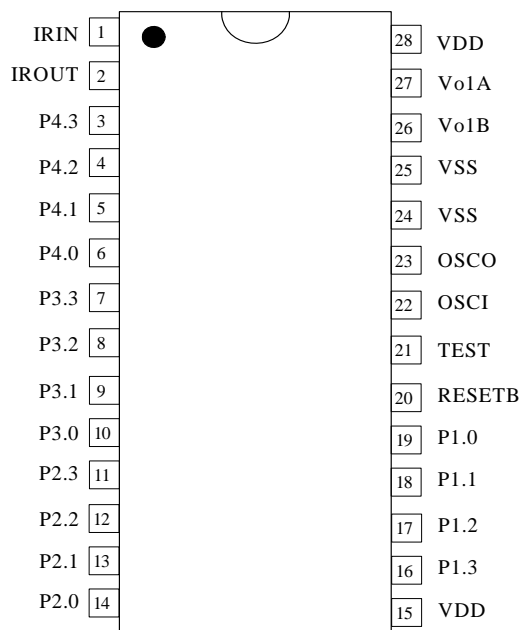 IRIN 1 28 VDD
IROUT 2 27 Vo1A
P4.3 3 26 Vo1B
P4.2 4 25 VSS
P4.1 5 24 VSS
P4.0 6 23 OSCO
P3.3 7 22 OSCI
P3.2 8 21 TEST
P3.1 9 20 RESETB
P3.0 10 19 P1.0
P2.3 11 18 P1.1
P2.2 12 17 P1.2
P2.1 13 16 P1.3
P2.0 14 15 VDD